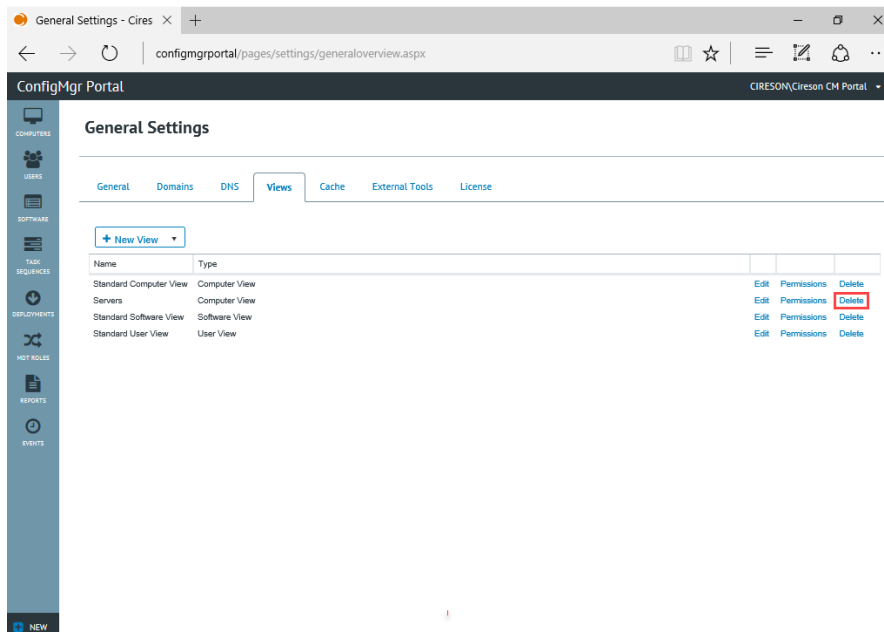 General Settings - Cires
configmgrportal/pages/settings/generaloverview.aspx
ConfigMgr Portal
CIRESON\Cireson CM Portal
COMPUTERS
USERS
SOFTWARE
TASK
SEQUENCES
DEPLOYMENTS
MDT ROLES
REPORTS
EVENTS
NEW
General Settings
General Domains DNS Views Cache External Tools License
+ New View
Name Type
Standard Computer View Computer View Edit Permissions Delete
Servers Computer View Edit Permissions Delete
Standard Software View Software View Edit Permissions Delete
Standard User View User View Edit Permissions Delete